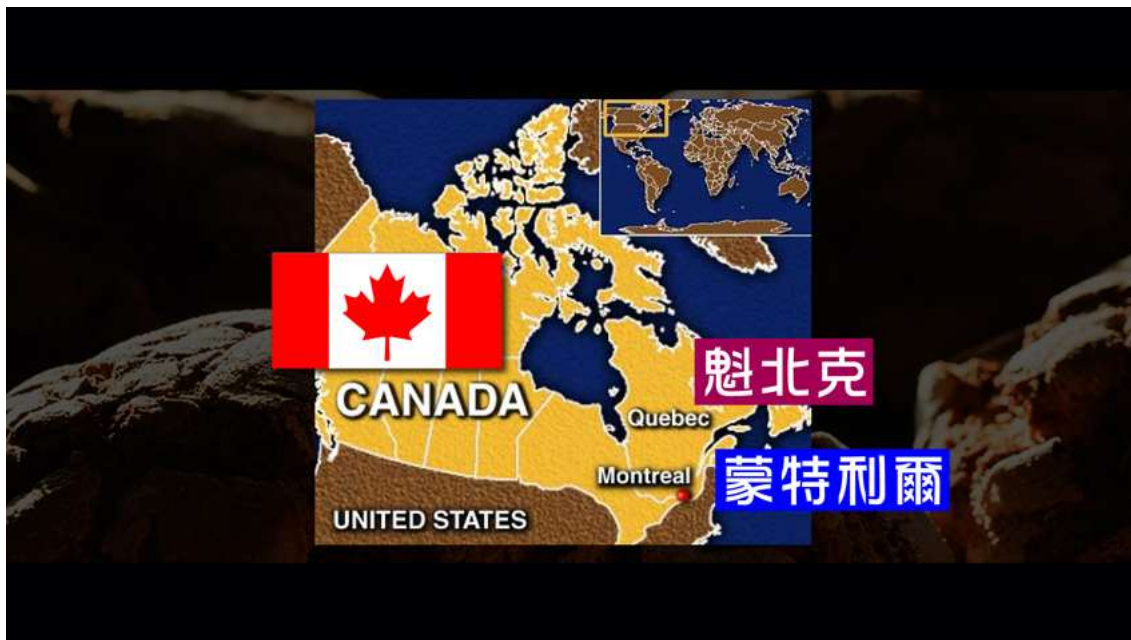 CANADA
魁北克
Quebec
Montreal
蒙特利爾
UNITED STATES